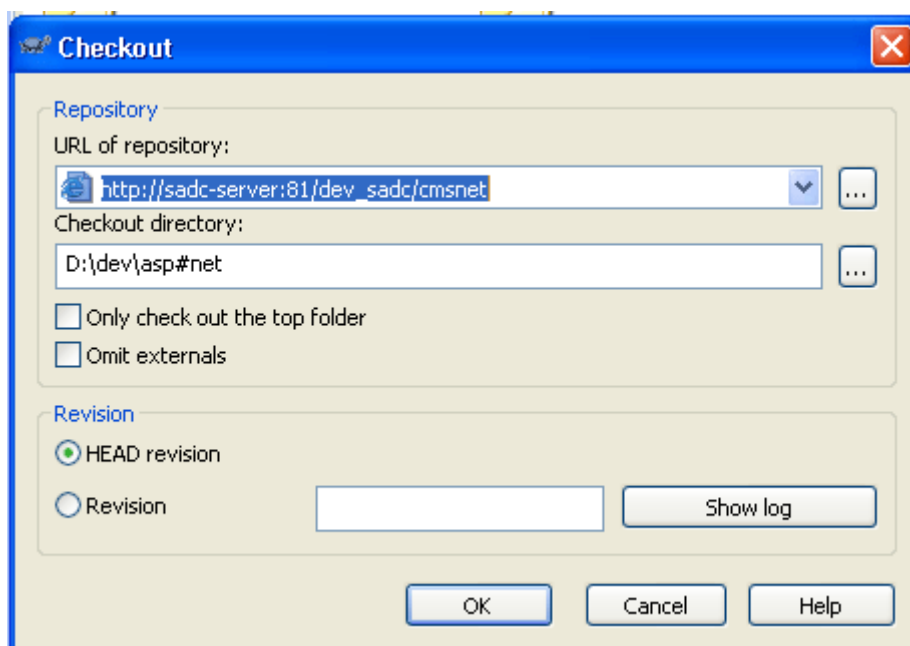 Checkout
Repository
URL of repository:
http://sadc-server:81/dev_sadc/cmsnet
...
Checkout directory:
D:\dev\asp#net
...
Only check out the top folder
Omit externals
Revision
HEAD revision
Revision
Show log
OK Cancel Help